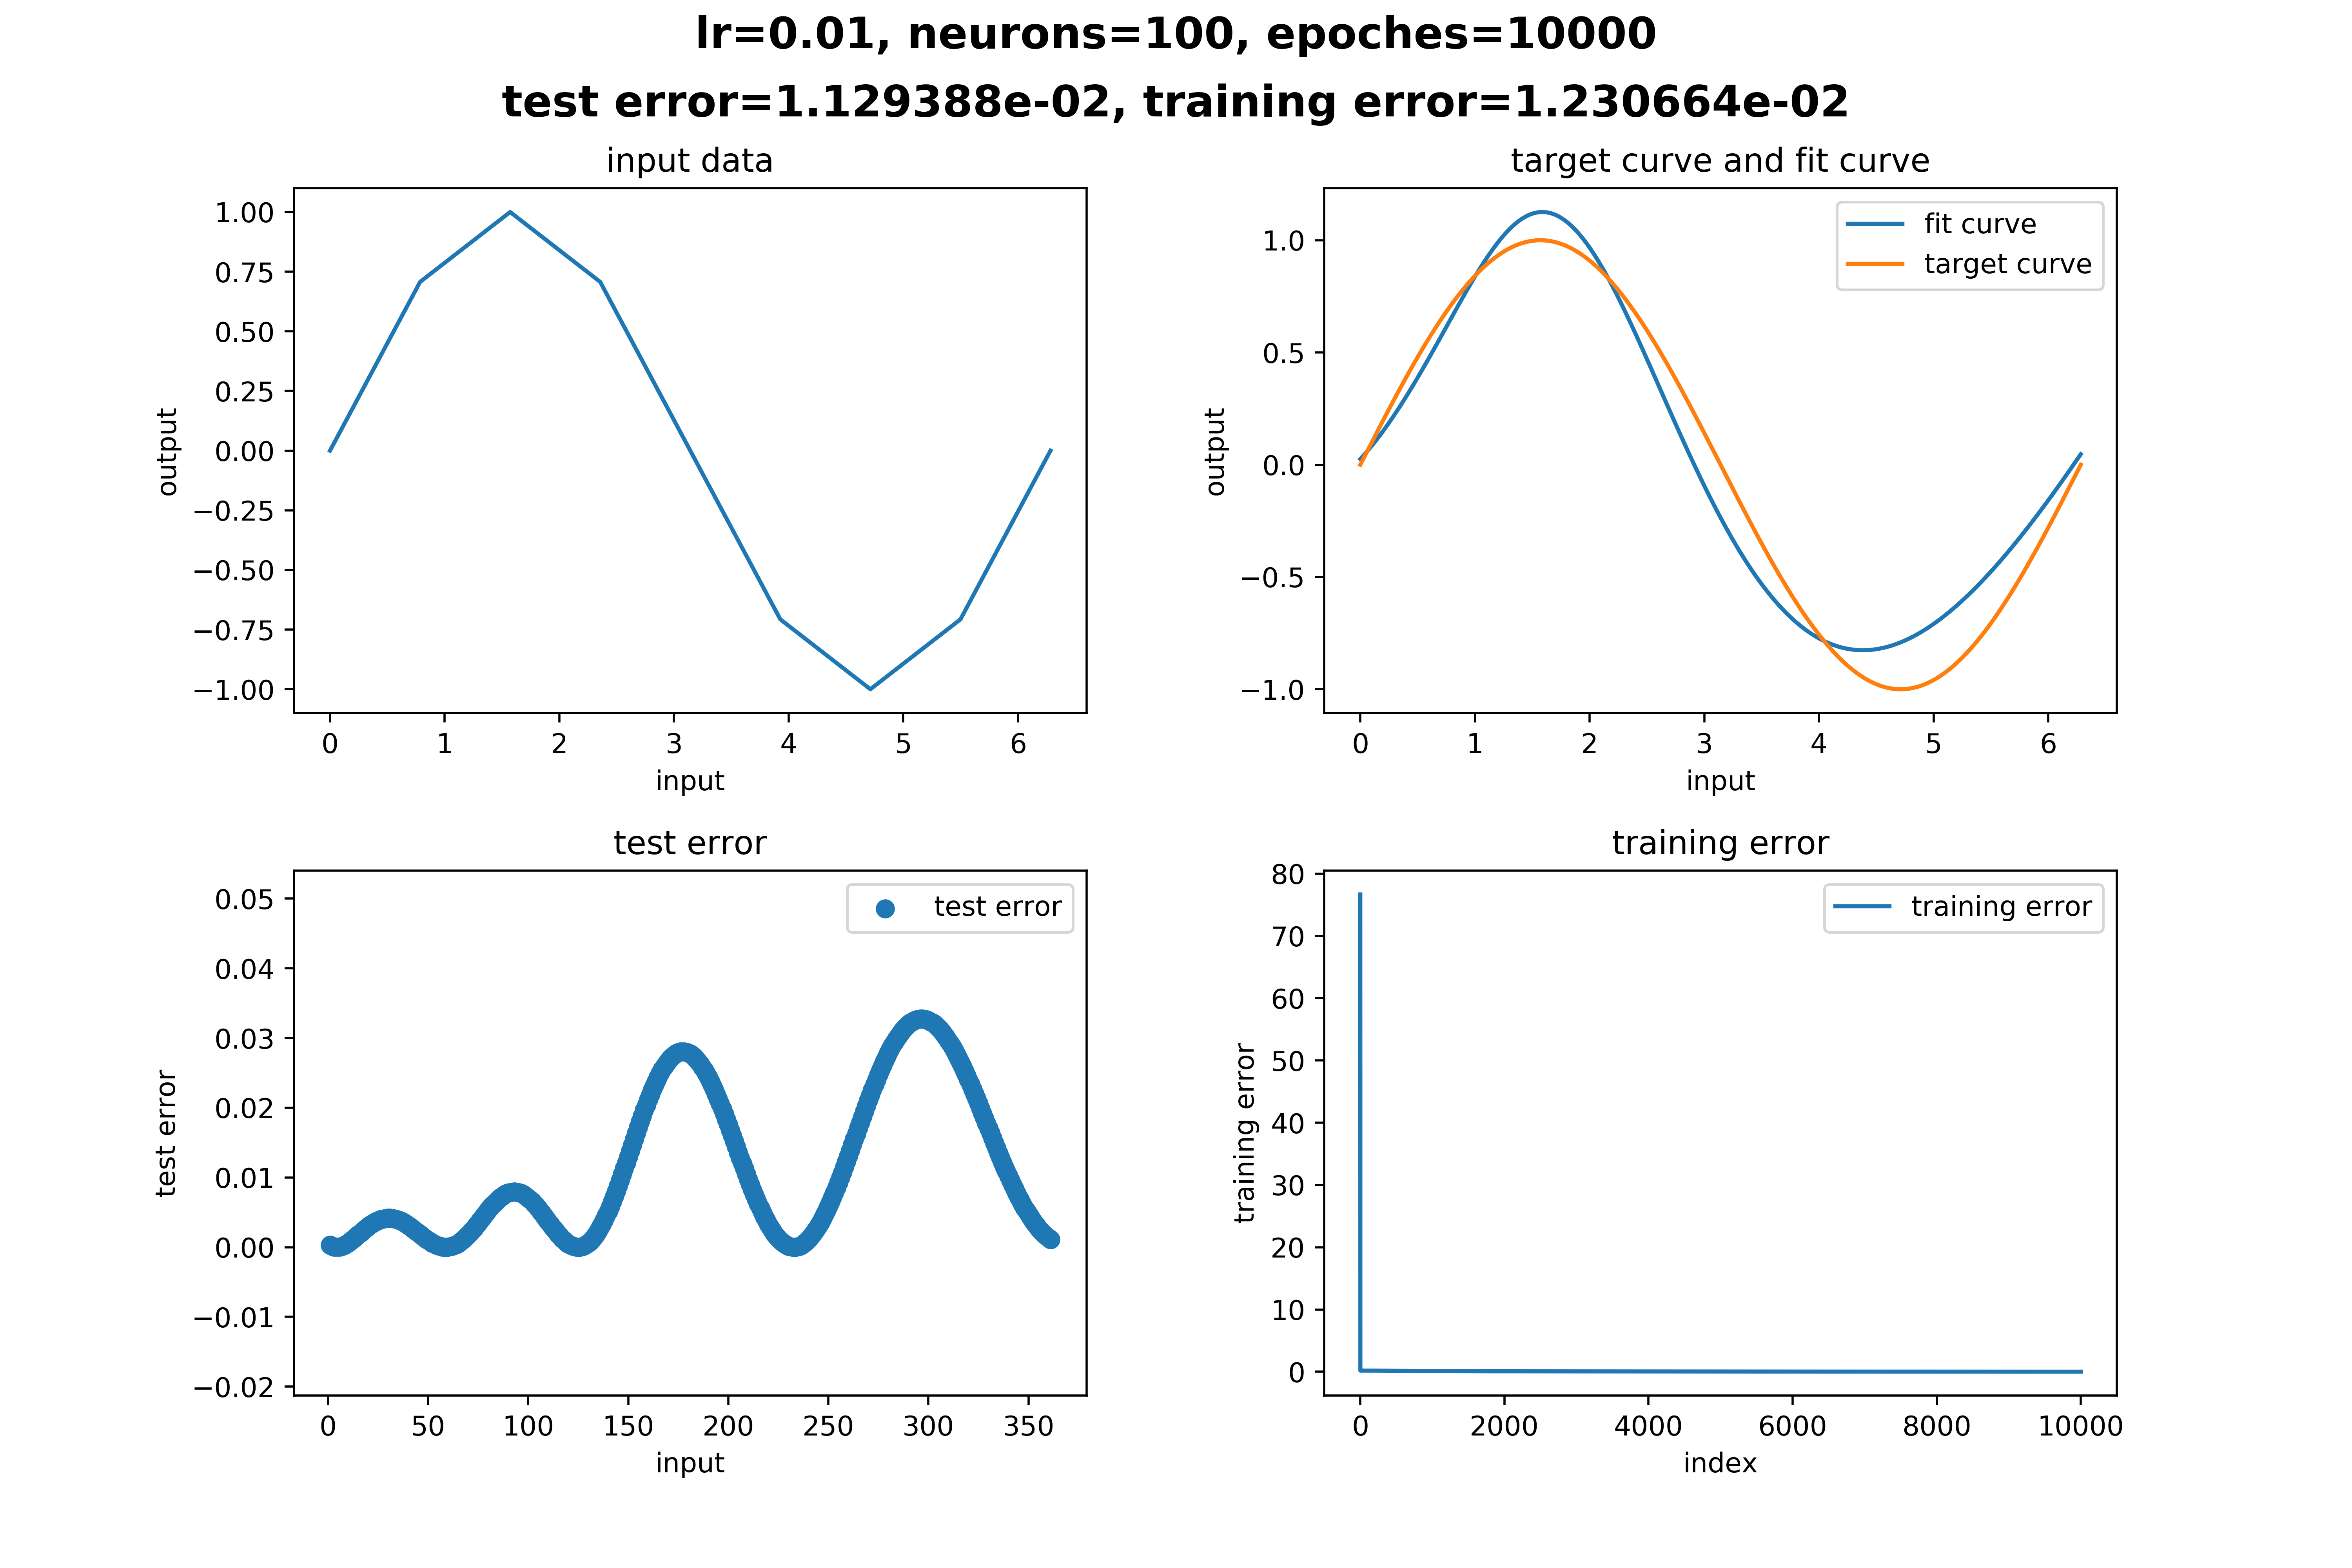 lr=0.01, neurons=100, epoches=10000
test error=1.129388e-02, training error=1.230664e-02
input data
output
1.00
0.75
0.50
0.25
0.00
−0.25
−0.50
−0.75
−1.00
0 1 2 3 4 5 6
input
target curve and fit curve
fit curve
target curve
output
1.0
0.5
0.0
−0.5
−1.0
0 1 2 3 4 5 6
input
test error
test error
test error
0.05
0.04
0.03
0.02
0.01
0.00
−0.01
−0.02
0 50 100 150 200 250 300 350
input
training error
training error
training error
80
70
60
50
40
30
20
10
0
0 2000 4000 6000 8000 10000
index